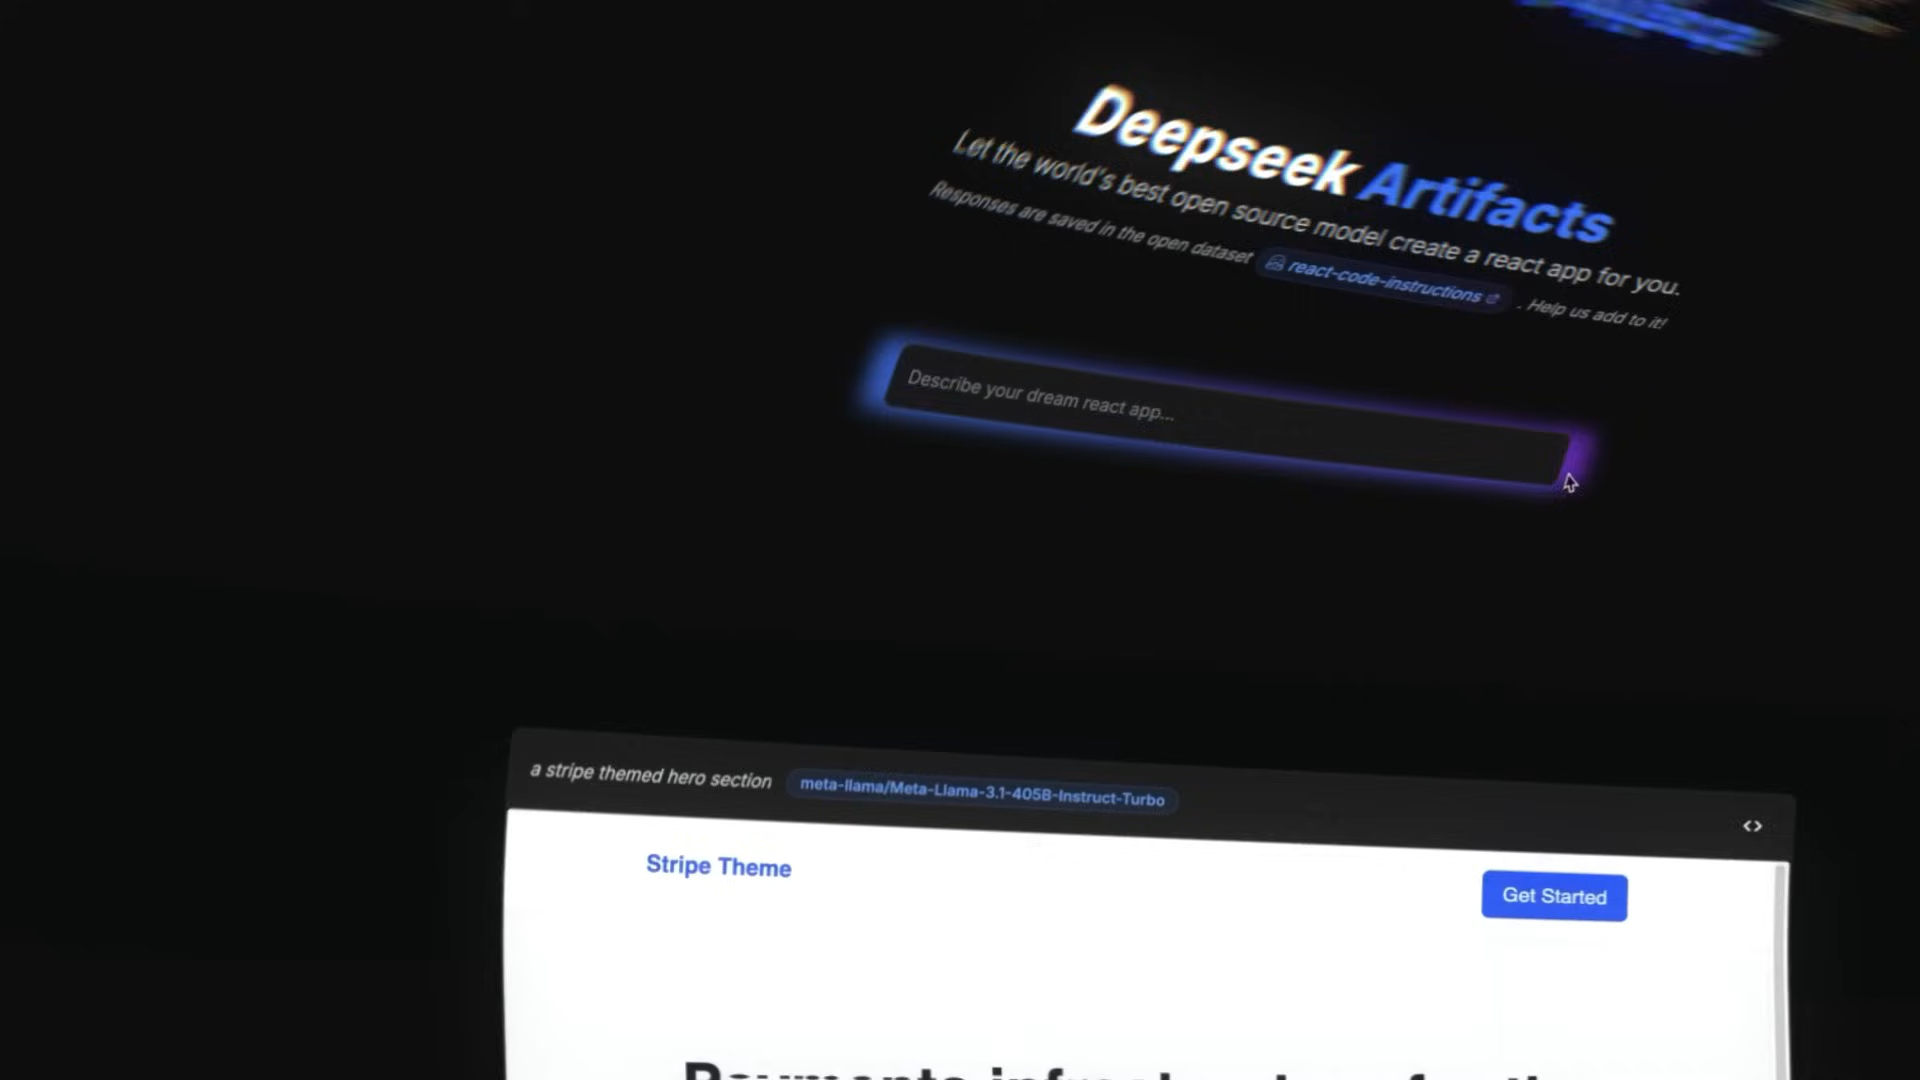 Deepseek Artifacts
Let the world's best open source model create a react app for you.
Responses are saved in the open dataset react-code-instructions . Help us add to it!
Describe your dream react app...
a stripe themed hero section meta-llama/Meta-Llama-3.1-405B-Instruct-Turbo <>
Stripe Theme Get Started
Payments